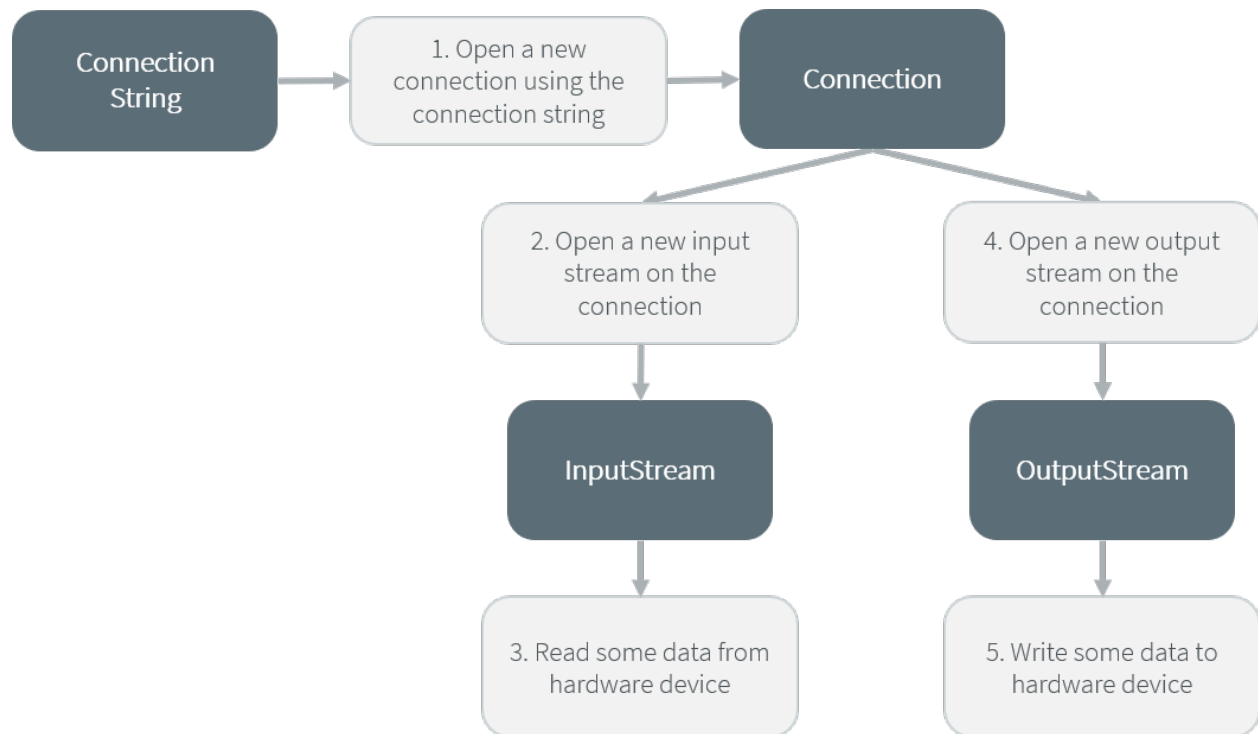 Connection
String
1. Open a new
connection using the
connection string
Connection
2. Open a new input
stream on the
connection
4. Open a new output
stream on the
connection
InputStream
OutputStream
3. Read some data from
hardware device
5. Write some data to
hardware device